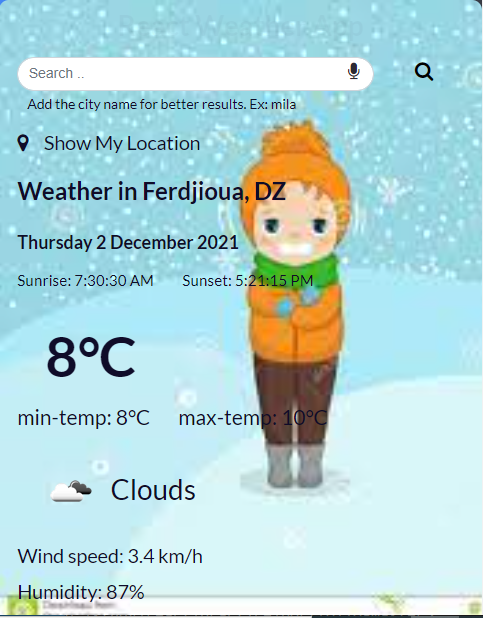 Search ..
Add the city name for better results. Ex: mila
Show My Location
Weather in Ferdjioua, DZ
Thursday 2 December 2021
Sunrise: 7:30:30 AM Sunset: 5:21:15 PM
8°C
min-temp: 8°C max-temp: 10°C
Clouds
Wind speed: 3.4 km/h
Humidity: 87%